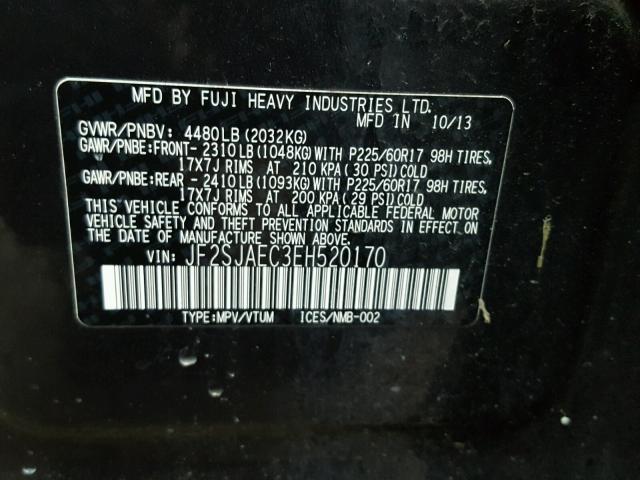 MFD BY FUJI HEAVY INDUSTRIES LTD.
MFD IN 10/13
GVWR/PNBV: 4480LB(2032KG)
GAWR/PNBE:FRONT- 2310LB(1048KG)WITH P225/60R17 98H TIRES,
17X7J RIMS AT 210 KPA( 30 PSI)COLD
GAWR/PNBE:REAR - 2410LB(1093KG)WITH P225/60R17 98H TIRES,
17X7J RIMS AT 200 KPA( 29 PSI)COLD
THIS VEHICLE CONFORMS TO ALL APPLICABLE FEDERAL MOTOR
VEHICLE SAFETY AND THEFT PREVENTION STANDARDS IN EFFECT ON
THE DATE OF MANUFACTURE SHOWN ABOVE.
VIN: JF2SJAEC3EH520170
TYPE:MPV/VTUM ICES/NMB-002